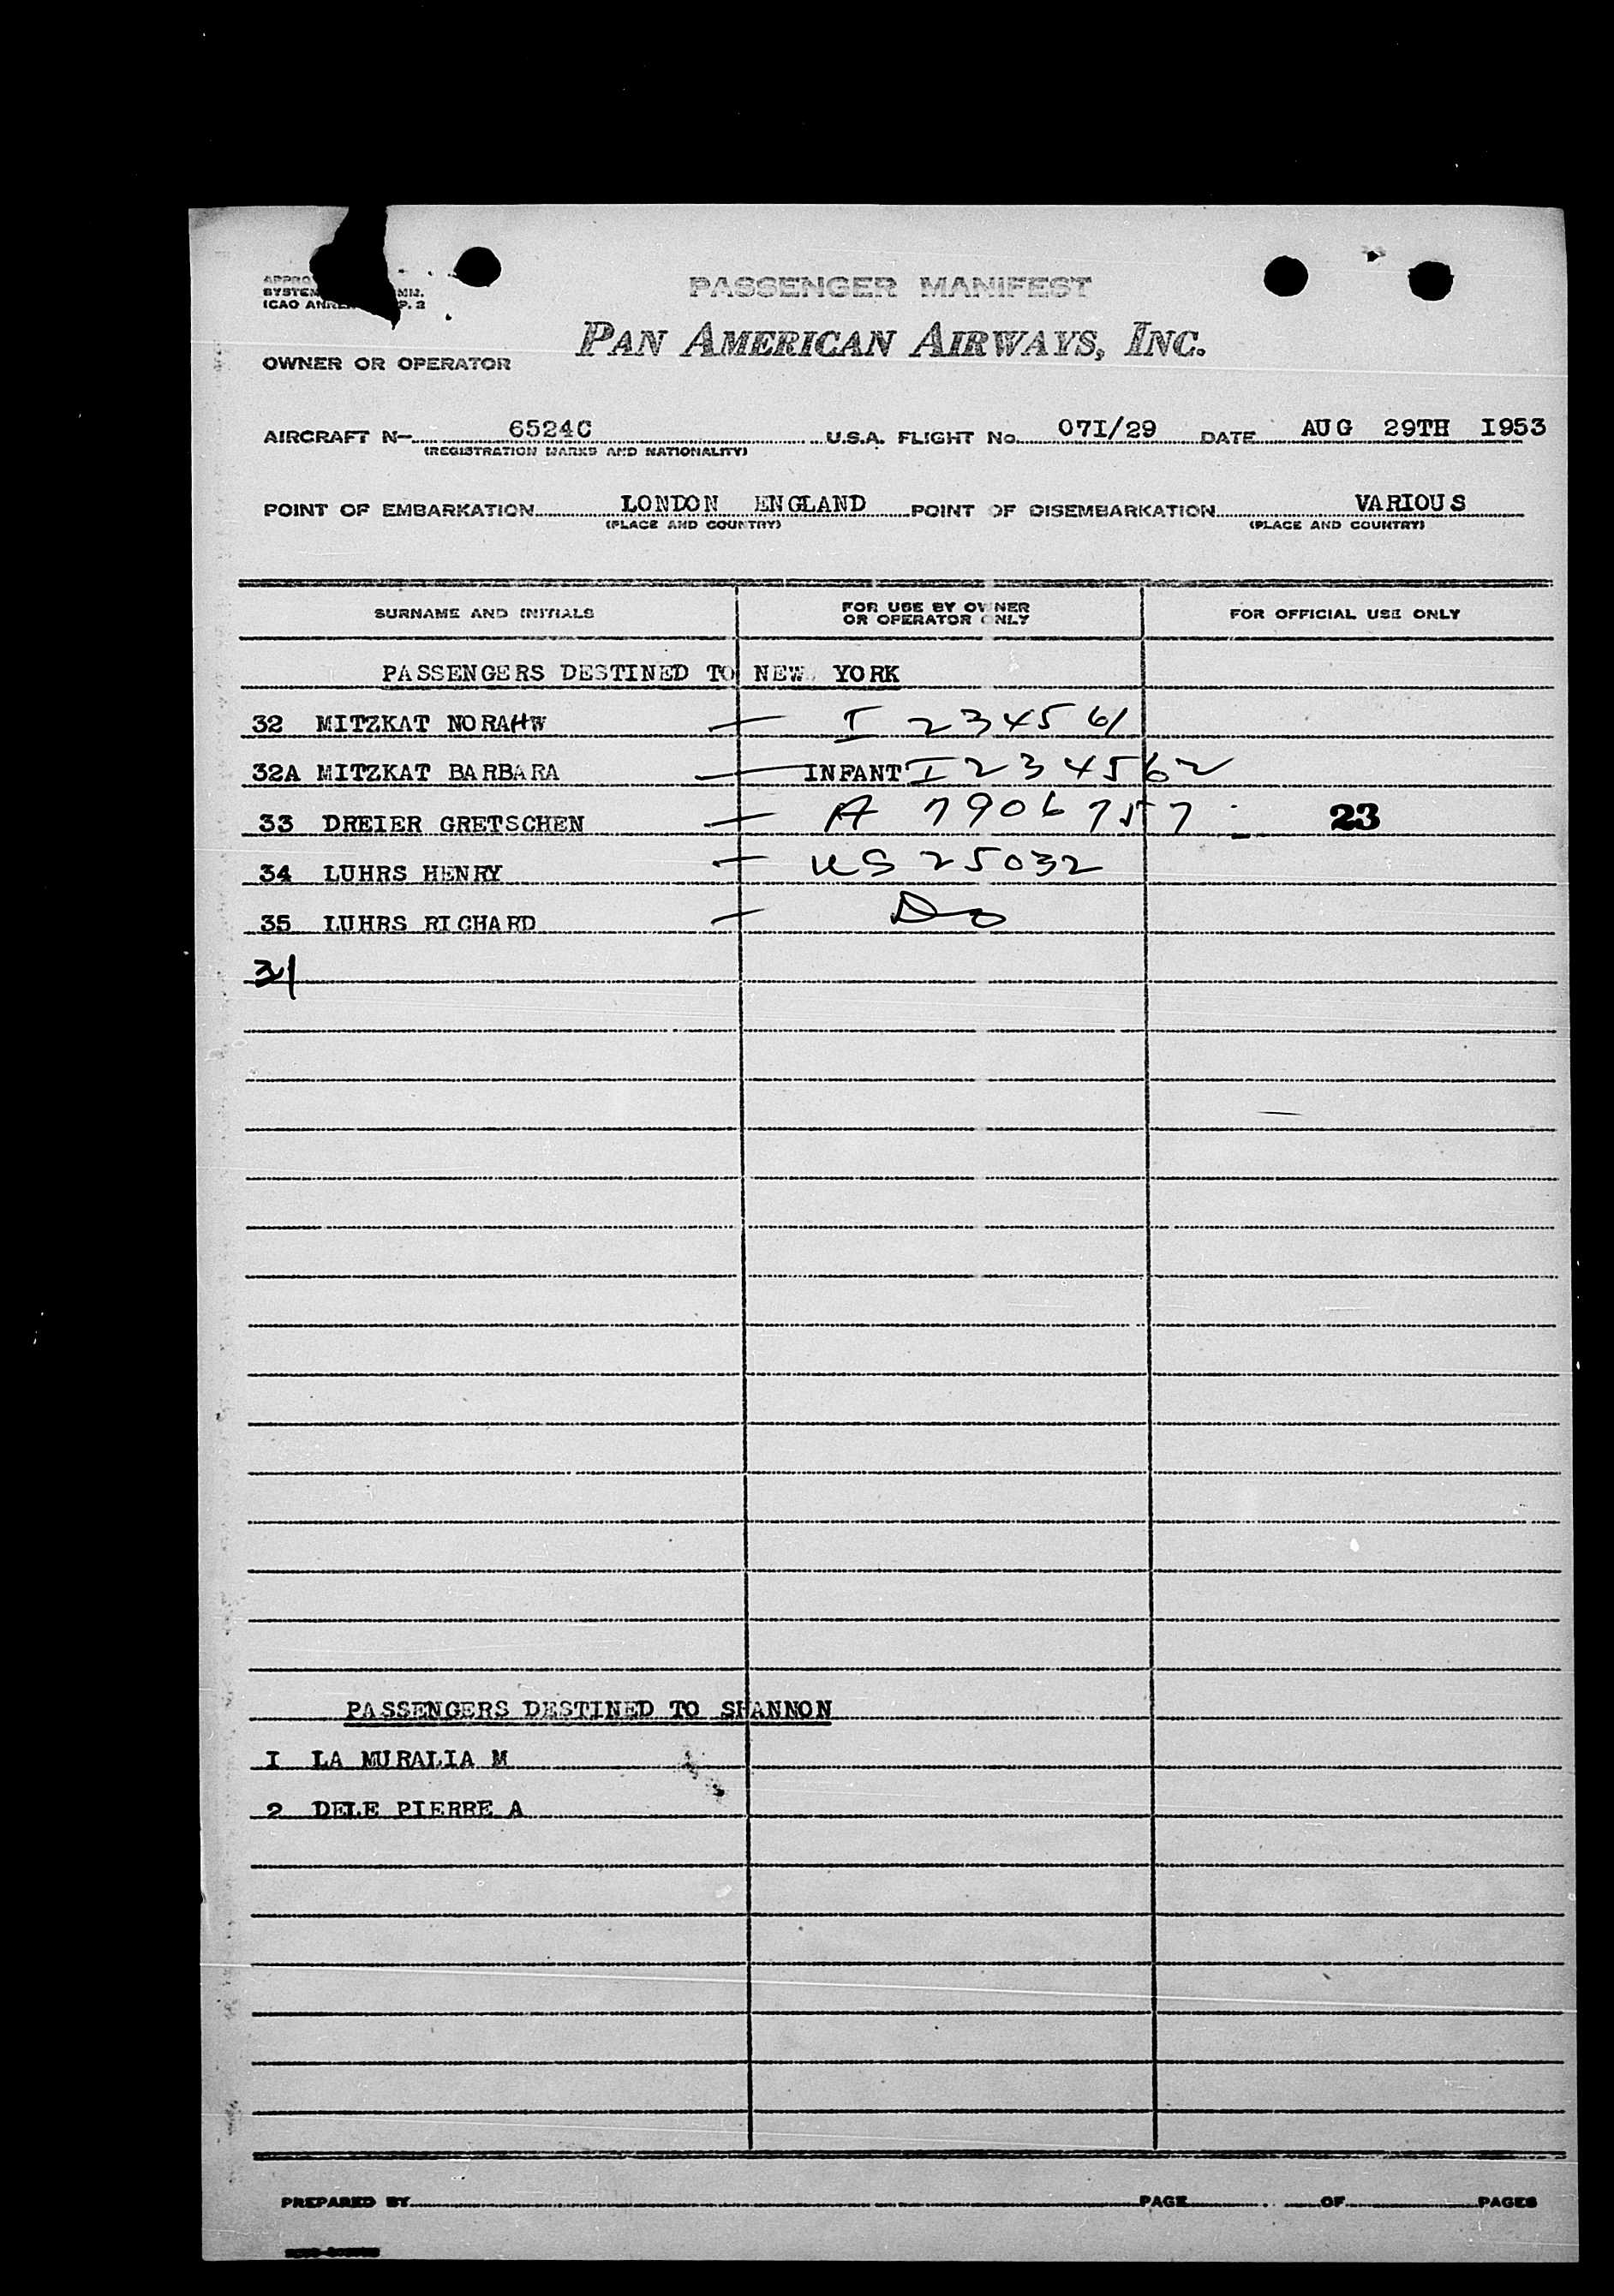 PASSENGER MANIFEST
ICAO
PAN AMERICAN AIRWAYS, INC.
OWNER OR OPERATOR
AIRCRAFT N- 6524C U.S.A. FLIGHT No. 07I/29 DATE AUG 29TH I953
(REGISTRATION MARKS AND NATIONALITY)
POINT OF EMBARKATION LONDON ENGLAND POINT OF DISEMBARKATION VARIOUS
(PLACE AND COUNTRY) (PLACE AND COUNTRY)
SURNAME AND INITIALS FOR USE BY OWNER OR OPERATOR ONLY FOR OFFICIAL USE ONLY
PASSENGERS DESTINED TO NEW YORK
32 MITZKAT NORAHW — I 234561
32A MITZKAT BARBARA — INFANT I 234562
33 DREIER GRETSCHEN — A 7906757 - 23
34 LUHRS HENRY — US 25032
35 LUHRS RICHARD — Do
PASSENGERS DESTINED TO SHANNON
I LA MURALIA M
2 DELE PIERRE A
PREPARED BY PAGE OF PAGES